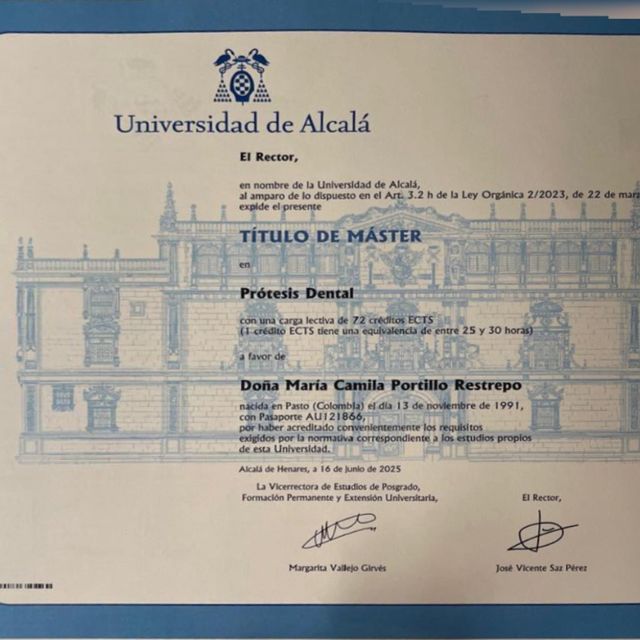 Universidad de Alcalá
El Rector,
en nombre de la Universidad de Alcalá,
al amparo de lo dispuesto en el Art. 3.2 h de la Ley Orgánica 2/2023, de 22 de
expide el presente
TÍTULO DE MÁSTER
en
Prótesis Dental
con una carga lectiva de 72 créditos ECTS
(1 crédito ECTS tiene una equivalencia de entre 25 y 30 horas)
a favor de
Doña María Camila Portillo Restrepo
nacida en Pasto (Colombia) el día 13 de noviembre de 1991,
con Pasaporte AU121866,
por haber acreditado convenientemente los requisitos
exigidos por la normativa correspondiente a los estudios propios
de esta Universidad.
Alcalá de Henares, a 16 de junio de 2025
La Vicerrectora de Estudios de Posgrado,
Formación Permanente y Extensión Universitaria,
El Rector,
Margarita Vallejo Girvés
José Vicente Saz Pérez